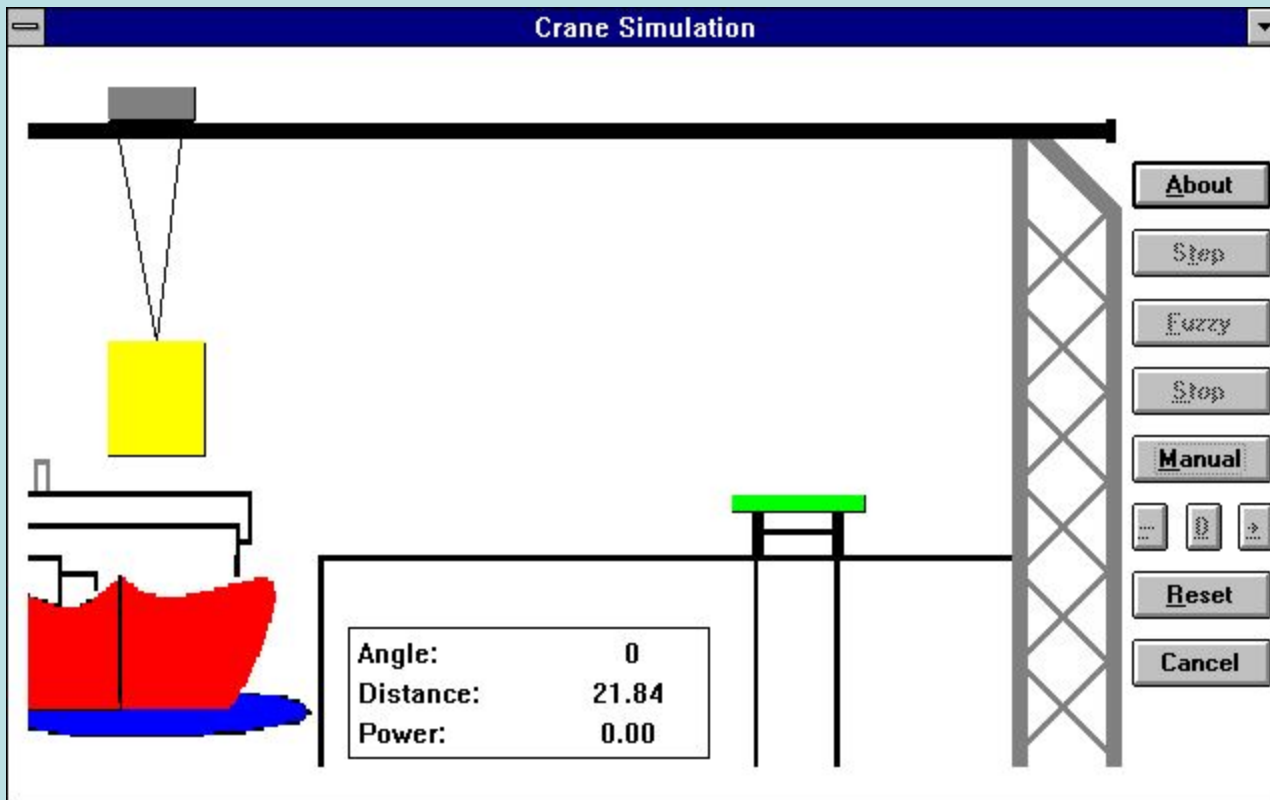 Crane Simulation
About
Step
Fuzzy
Stop
Manual
0
Reset
Cancel
Angle: 0
Distance: 21.84
Power: 0.00